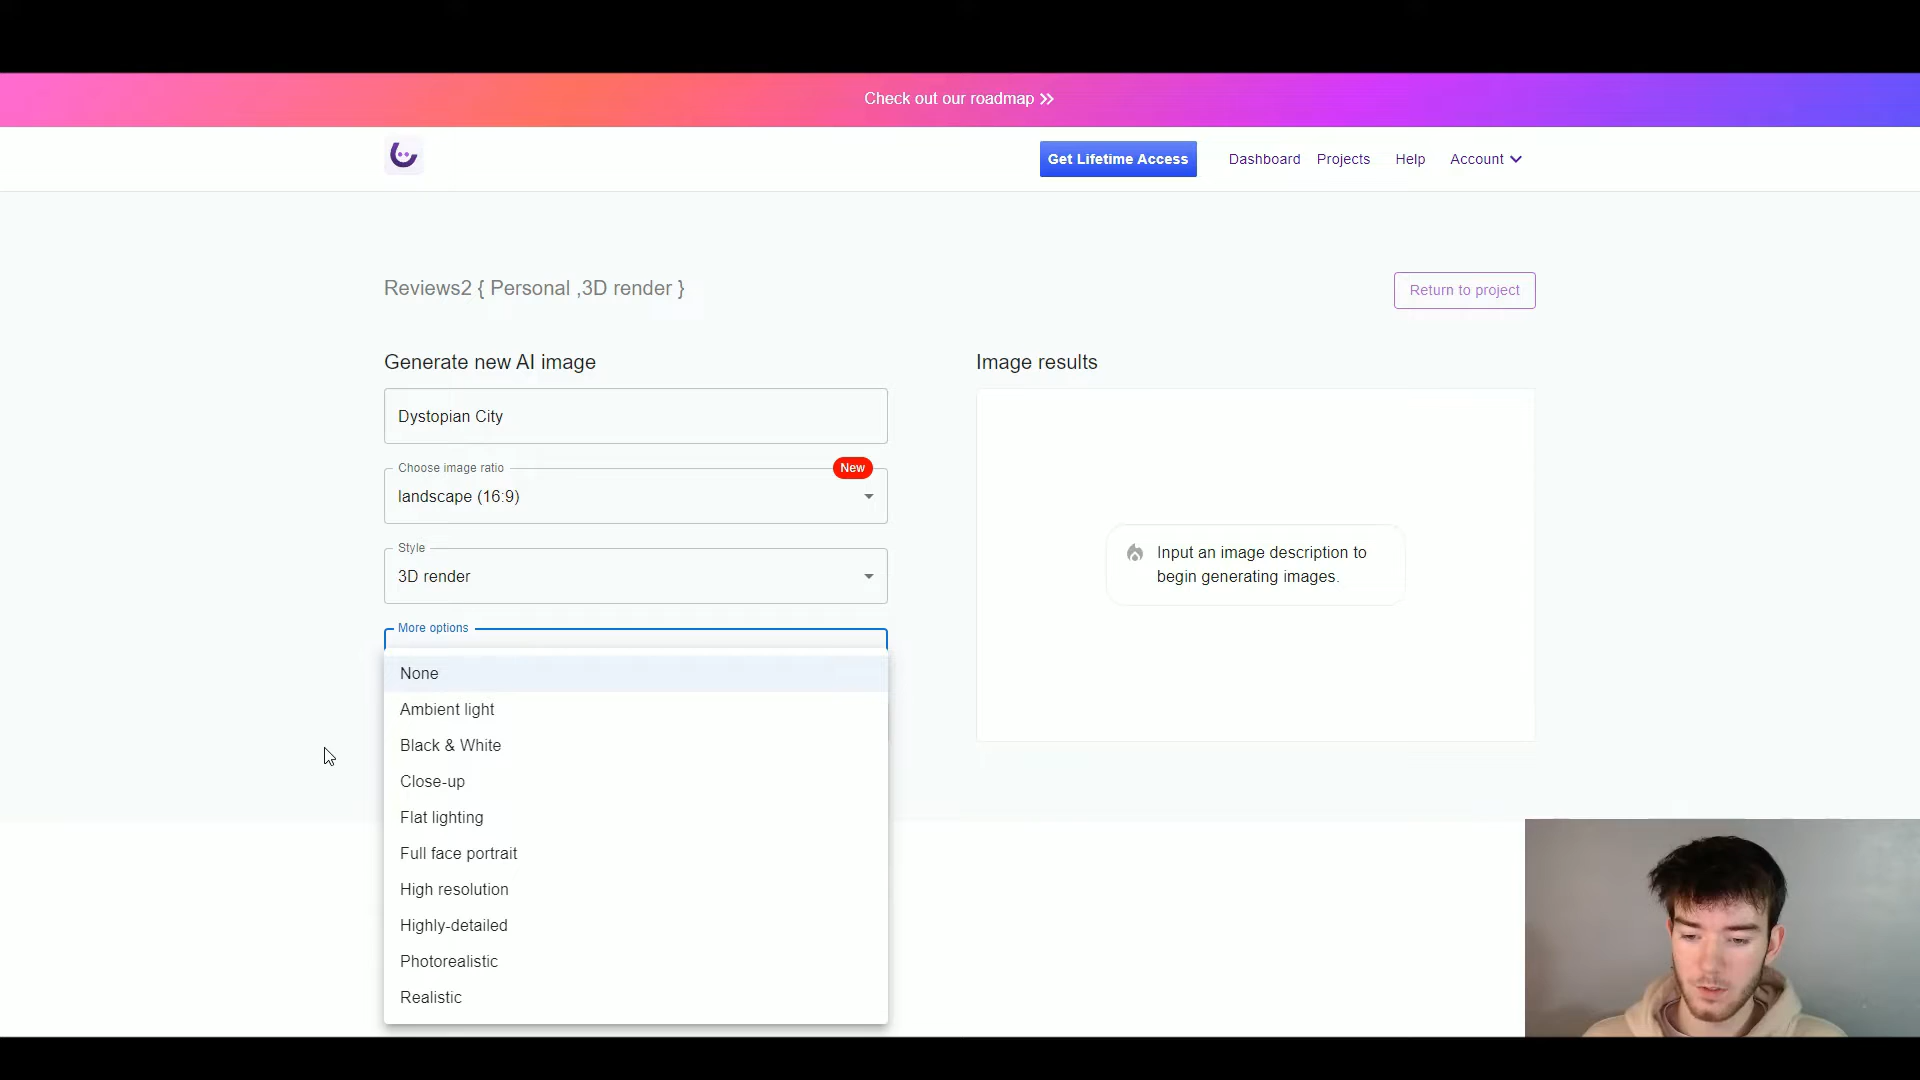 Check out our roadmap >>
Get Lifetime Access
Dashboard
Projects
Help
Account
Reviews2 { Personal ,3D render }
Return to project
Generate new AI image
Image results
Dystopian City
Choose image ratio
New
landscape (16:9)
Style
3D render
Input an image description to
begin generating images.
More options
None
Ambient light
Black & White
Close-up
Flat lighting
Full face portrait
High resolution
Highly-detailed
Photorealistic
Realistic